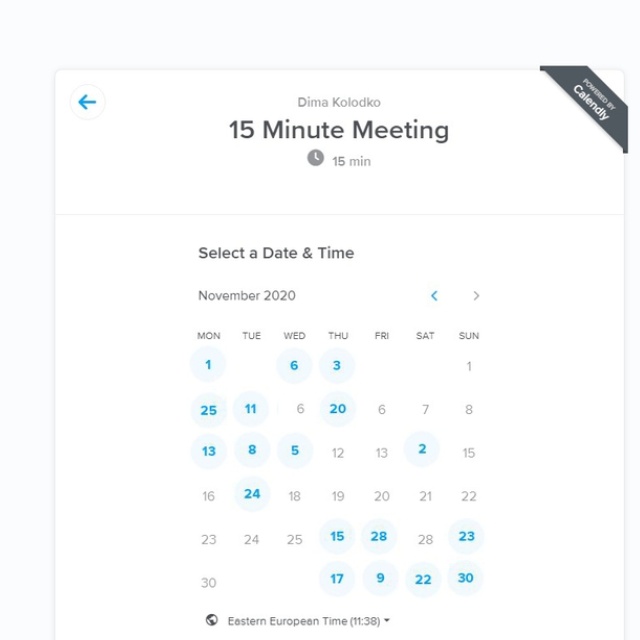 POWERED BY
Calendly
Dima Kolodko
15 Minute Meeting
15 min
Select a Date & Time
November 2020
MON TUE WED THU FRI SAT SUN
1 6 3 1
25 11 6 20 6 7 8
13 8 5 12 13 2 15
16 24 18 19 20 21 22
23 24 25 15 28 28 23
30 17 9 22 30
Eastern European Time (11:38)